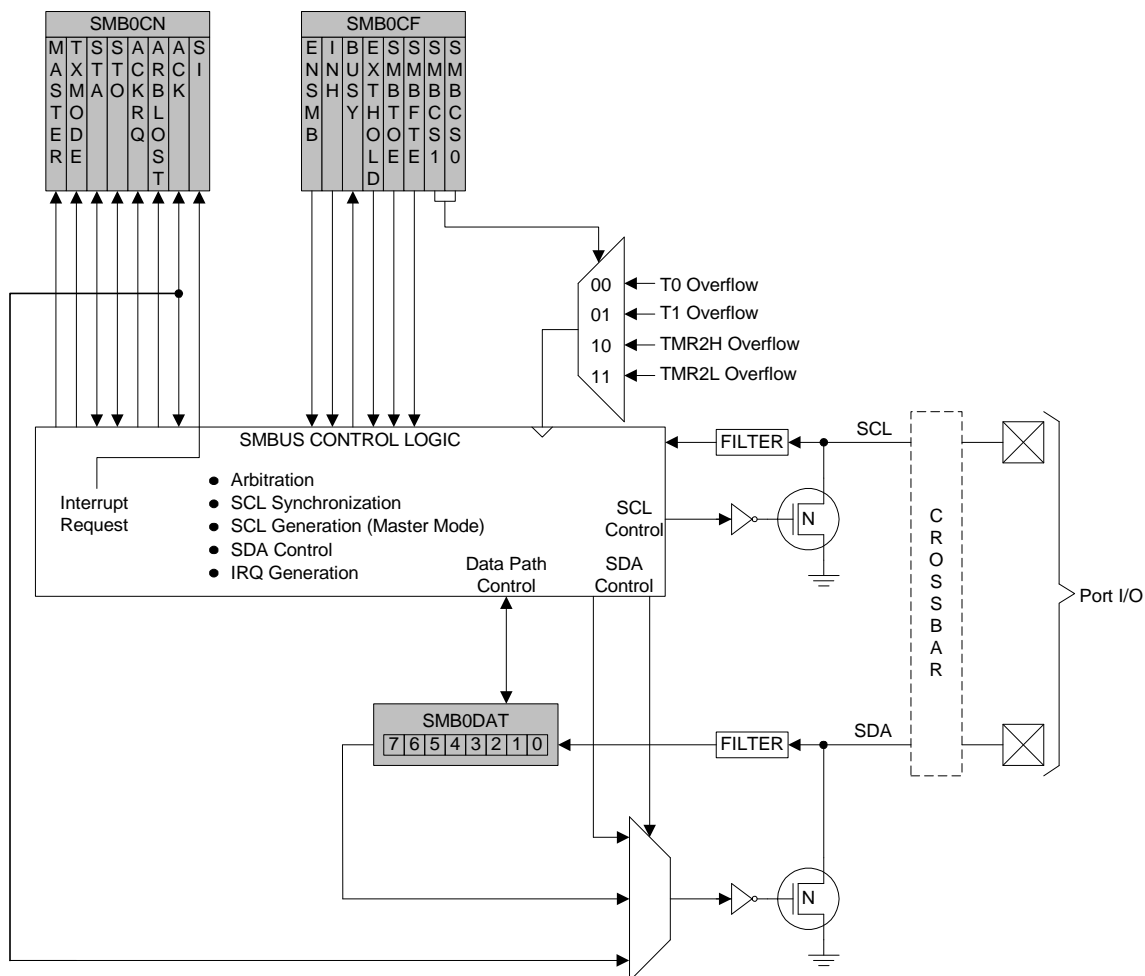 SMB0CN
MASTER
TXMODE
STA
STO
ACKRQ
ARBLOST
ACK
SI
SMB0CF
ENSMB
INH
BUSY
EXTHOLD
SMBTOE
SMBFTE
SMBCS1
SMBCS0
00
T0 Overflow
01
T1 Overflow
10
TMR2H Overflow
11
TMR2L Overflow
SMBUS CONTROL LOGIC
Interrupt
Request
● Arbitration
● SCL Synchronization
● SCL Generation (Master Mode)
● SDA Control
● IRQ Generation
SCL
Control
Data Path
Control
SDA
Control
FILTER
SCL
N
CROSSBAR
Port I/O
SMB0DAT
7 6 5 4 3 2 1 0
FILTER
SDA
N